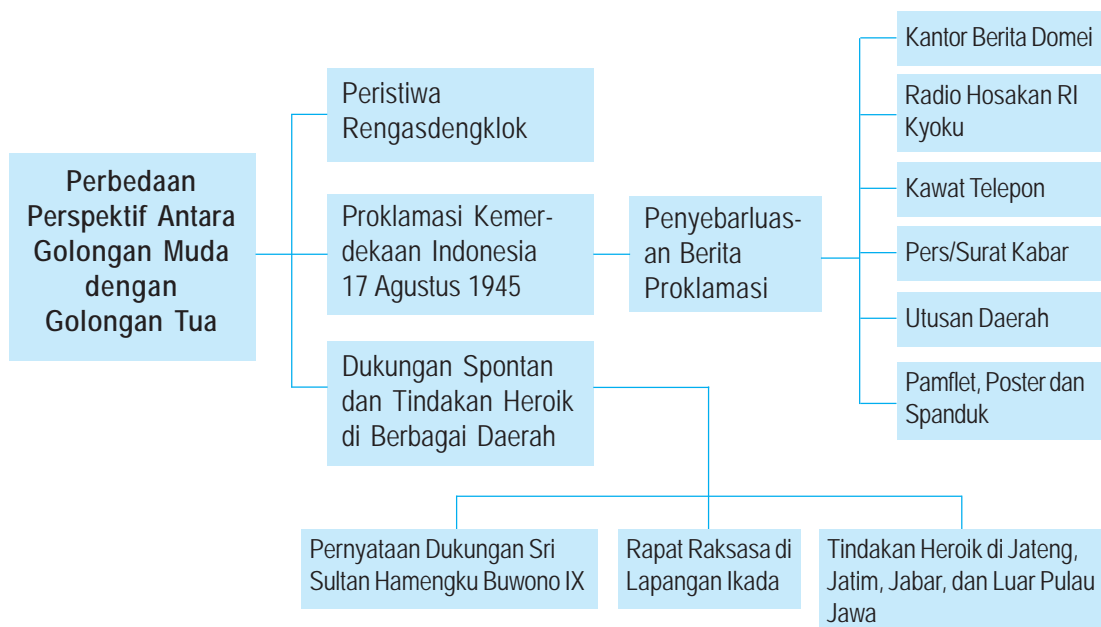 Perbedaan
Perspektif Antara
Golongan Muda
dengan
Golongan Tua
Peristiwa
Rengasdengklok
Proklamasi Kemer-
dekaan Indonesia
17 Agustus 1945
Dukungan Spontan
dan Tindakan Heroik
di Berbagai Daerah
Penyebarluas-
an Berita
Proklamasi
Kantor Berita Domei
Radio Hosakan RI
Kyoku
Kawat Telepon
Pers/Surat Kabar
Utusan Daerah
Pamflet, Poster dan
Spanduk
Pernyataan Dukungan Sri
Sultan Hamengku Buwono IX
Rapat Raksasa di
Lapangan Ikada
Tindakan Heroik di Jateng,
Jatim, Jabar, dan Luar Pulau
Jawa